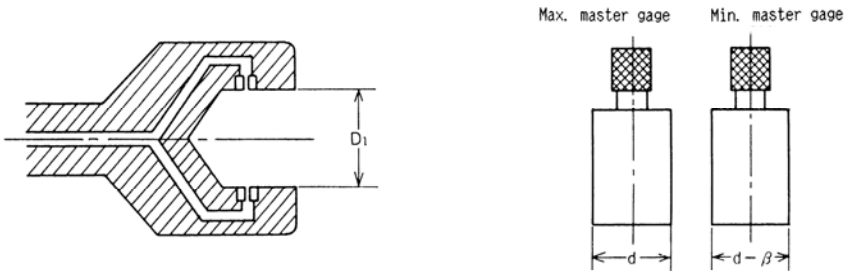 Max. master gage
Min. master gage
D₁
d
d - β